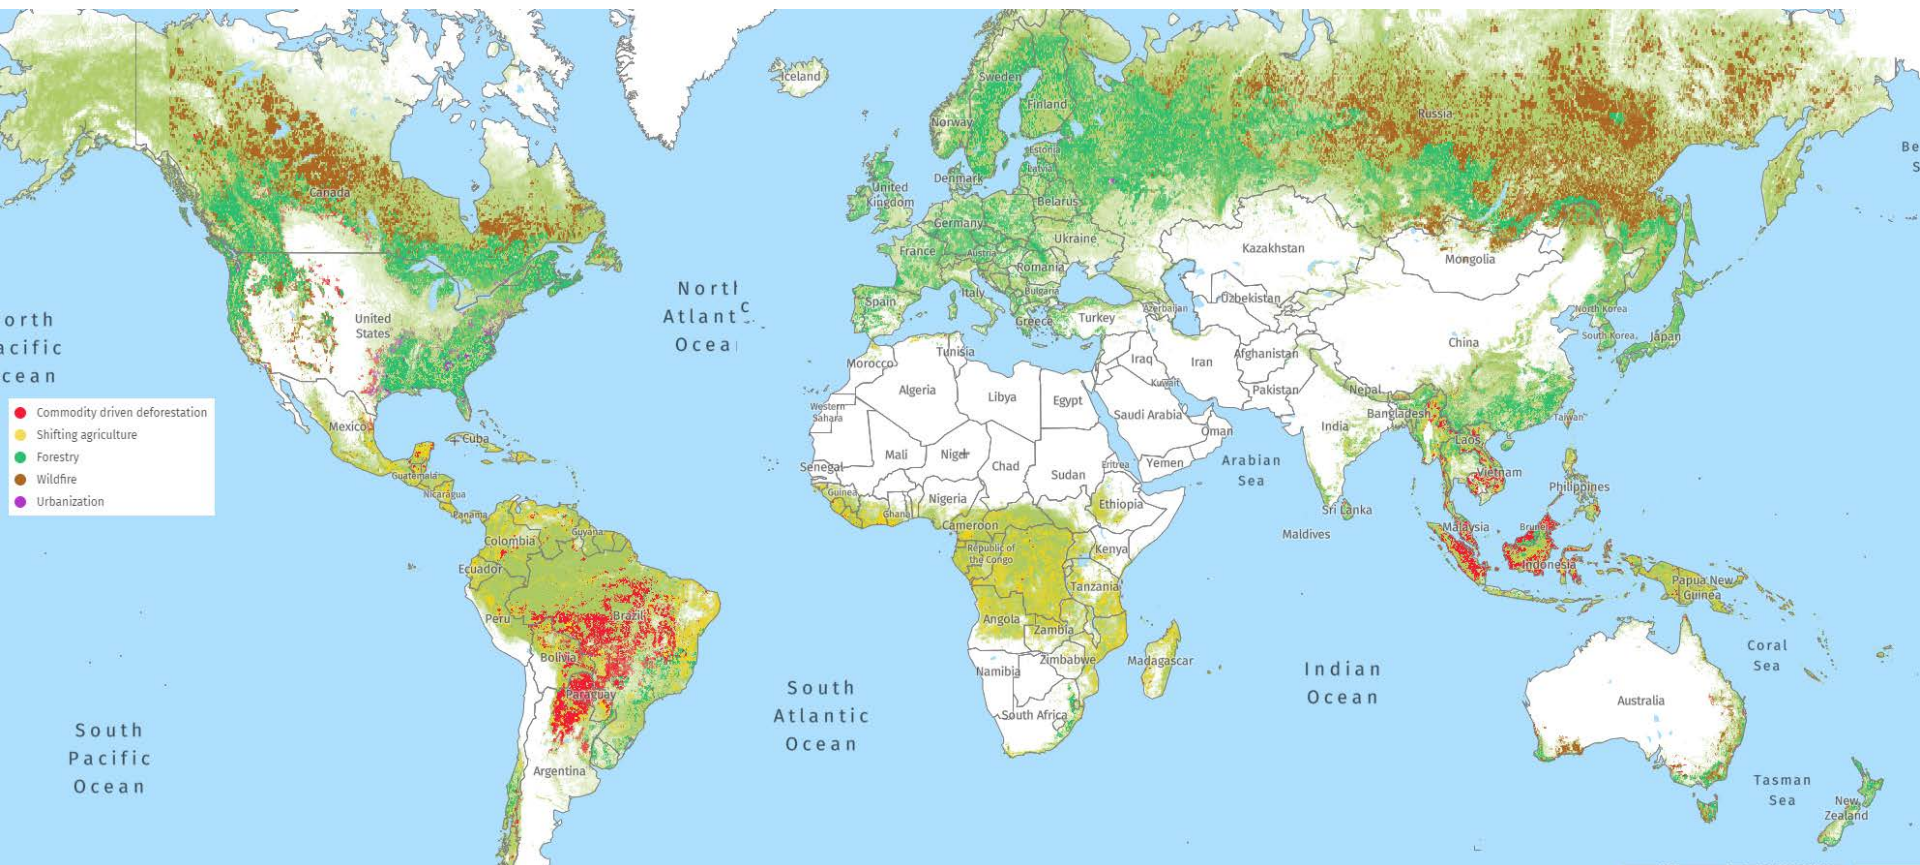 Iceland
Sweden
Finland
Norway
Russia
Estonia
Latvia
Denmark
Canada
United
Kingdom
Belarus
Germany
Ukraine
France
Austria
Kazakhstan
Romania
Mongolia
North
Atlantic
Ocea
Italy
Bulgaria
Spain
Uzbekistan
Azerbaijan
North Korea
Greece
Turkey
United
States
South Korea
Japan
China
orth
acific
cean
Tunisia
Morocco
Iraq
Iran
Afghanistan
Algeria
Libya
Egypt
Kuwait
Pakistan
Nepal
Western
Sahara
Saudi Arabia
Bangladesh
Taiwan
Commodity driven deforestation
Shifting agriculture
Forestry
Wildfire
Urbanization
Mexico
Cuba
India
Oman
Laos
Mali
Niger
Chad
Senegal
Sudan
Eritrea
Yemen
Arabian
Sea
Guatemala
Nicaragua
Vietnam
Philippines
Guinea
Nigeria
Ethiopia
Panama
Ghana
Sri Lanka
Cameroon
Guyana
Colombia
Malaysia
Brunei
Maldives
Republic of
the Congo
Kenya
Ecuador
Indonesia
Tanzania
Papua New
Guinea
Peru
Brazil
Angola
Zambia
Bolivia
Zimbabwe
Madagascar
Coral
Sea
Namibia
Indian
Ocean
Paraguay
South
Atlantic
Ocean
South Africa
Australia
South
Pacific
Ocean
Argentina
Tasman
Sea
New
Zealand
Be
S